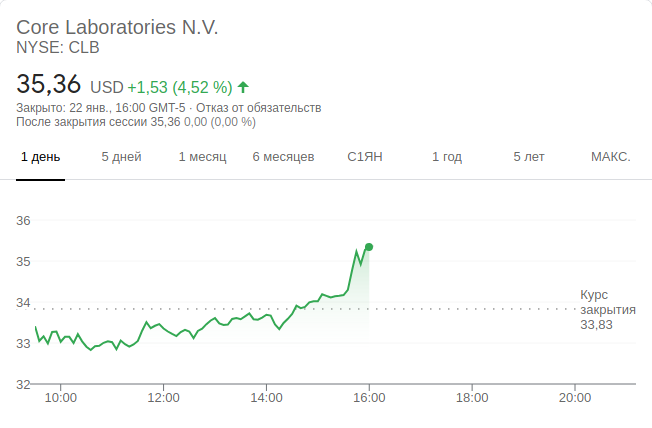 Core Laboratories N.V.
NYSE: CLB
35,36 USD +1,53 (4,52 %)
Закрыто: 22 янв., 16:00 GMT-5 · Отказ от обязательств
После закрытия сессии 35,36 0,00 (0,00 %)
1 день 5 дней 1 месяц 6 месяцев С1ЯН 1 год 5 лет МАКС.
36
35
34
Курс
закрытия
33,83
33
32
10:00 12:00 14:00 16:00 18:00 20:00